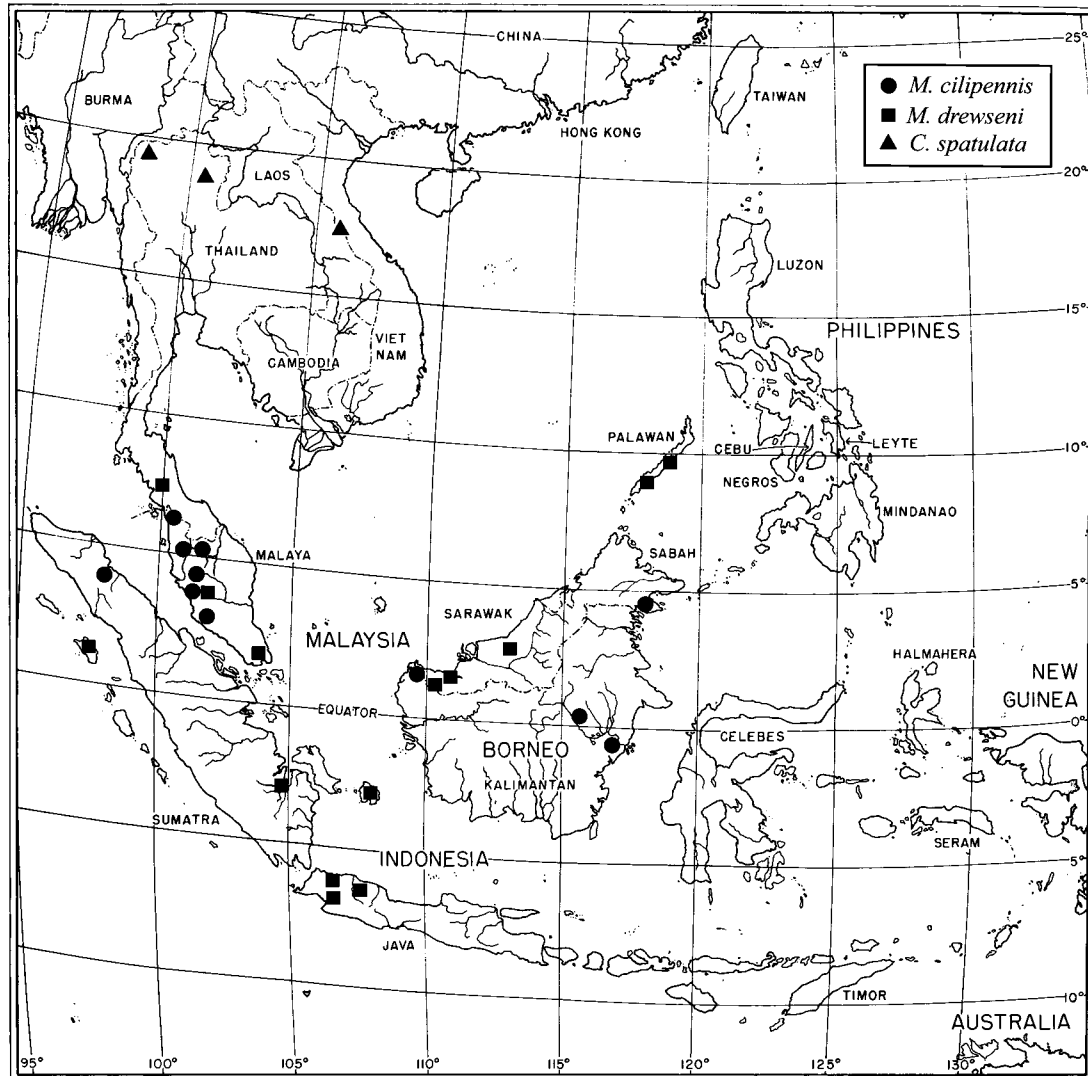 CHINA
25°
BURMA
TAIWAN
M. cilipennis
M. drewseni
C. spatulata
HONG KONG
LAOS
20°
THAILAND
LUZON
15°
VIET
NAM
PHILIPPINES
CAMBODIA
PALAWAN
CEBU
LEYTE
10°
NEGROS
MINDANAO
MALAYA
SABAH
5°
SARAWAK
MALAYSIA
HALMAHERA
NEW
GUINEA
EQUATOR
0°
CELEBES
BORNEO
KALIMANTAN
SUMATRA
SERAM
INDONESIA
5°
JAVA
TIMOR
10°
AUSTRALIA
95°
100°
105°
110°
115°
120°
125°
130°